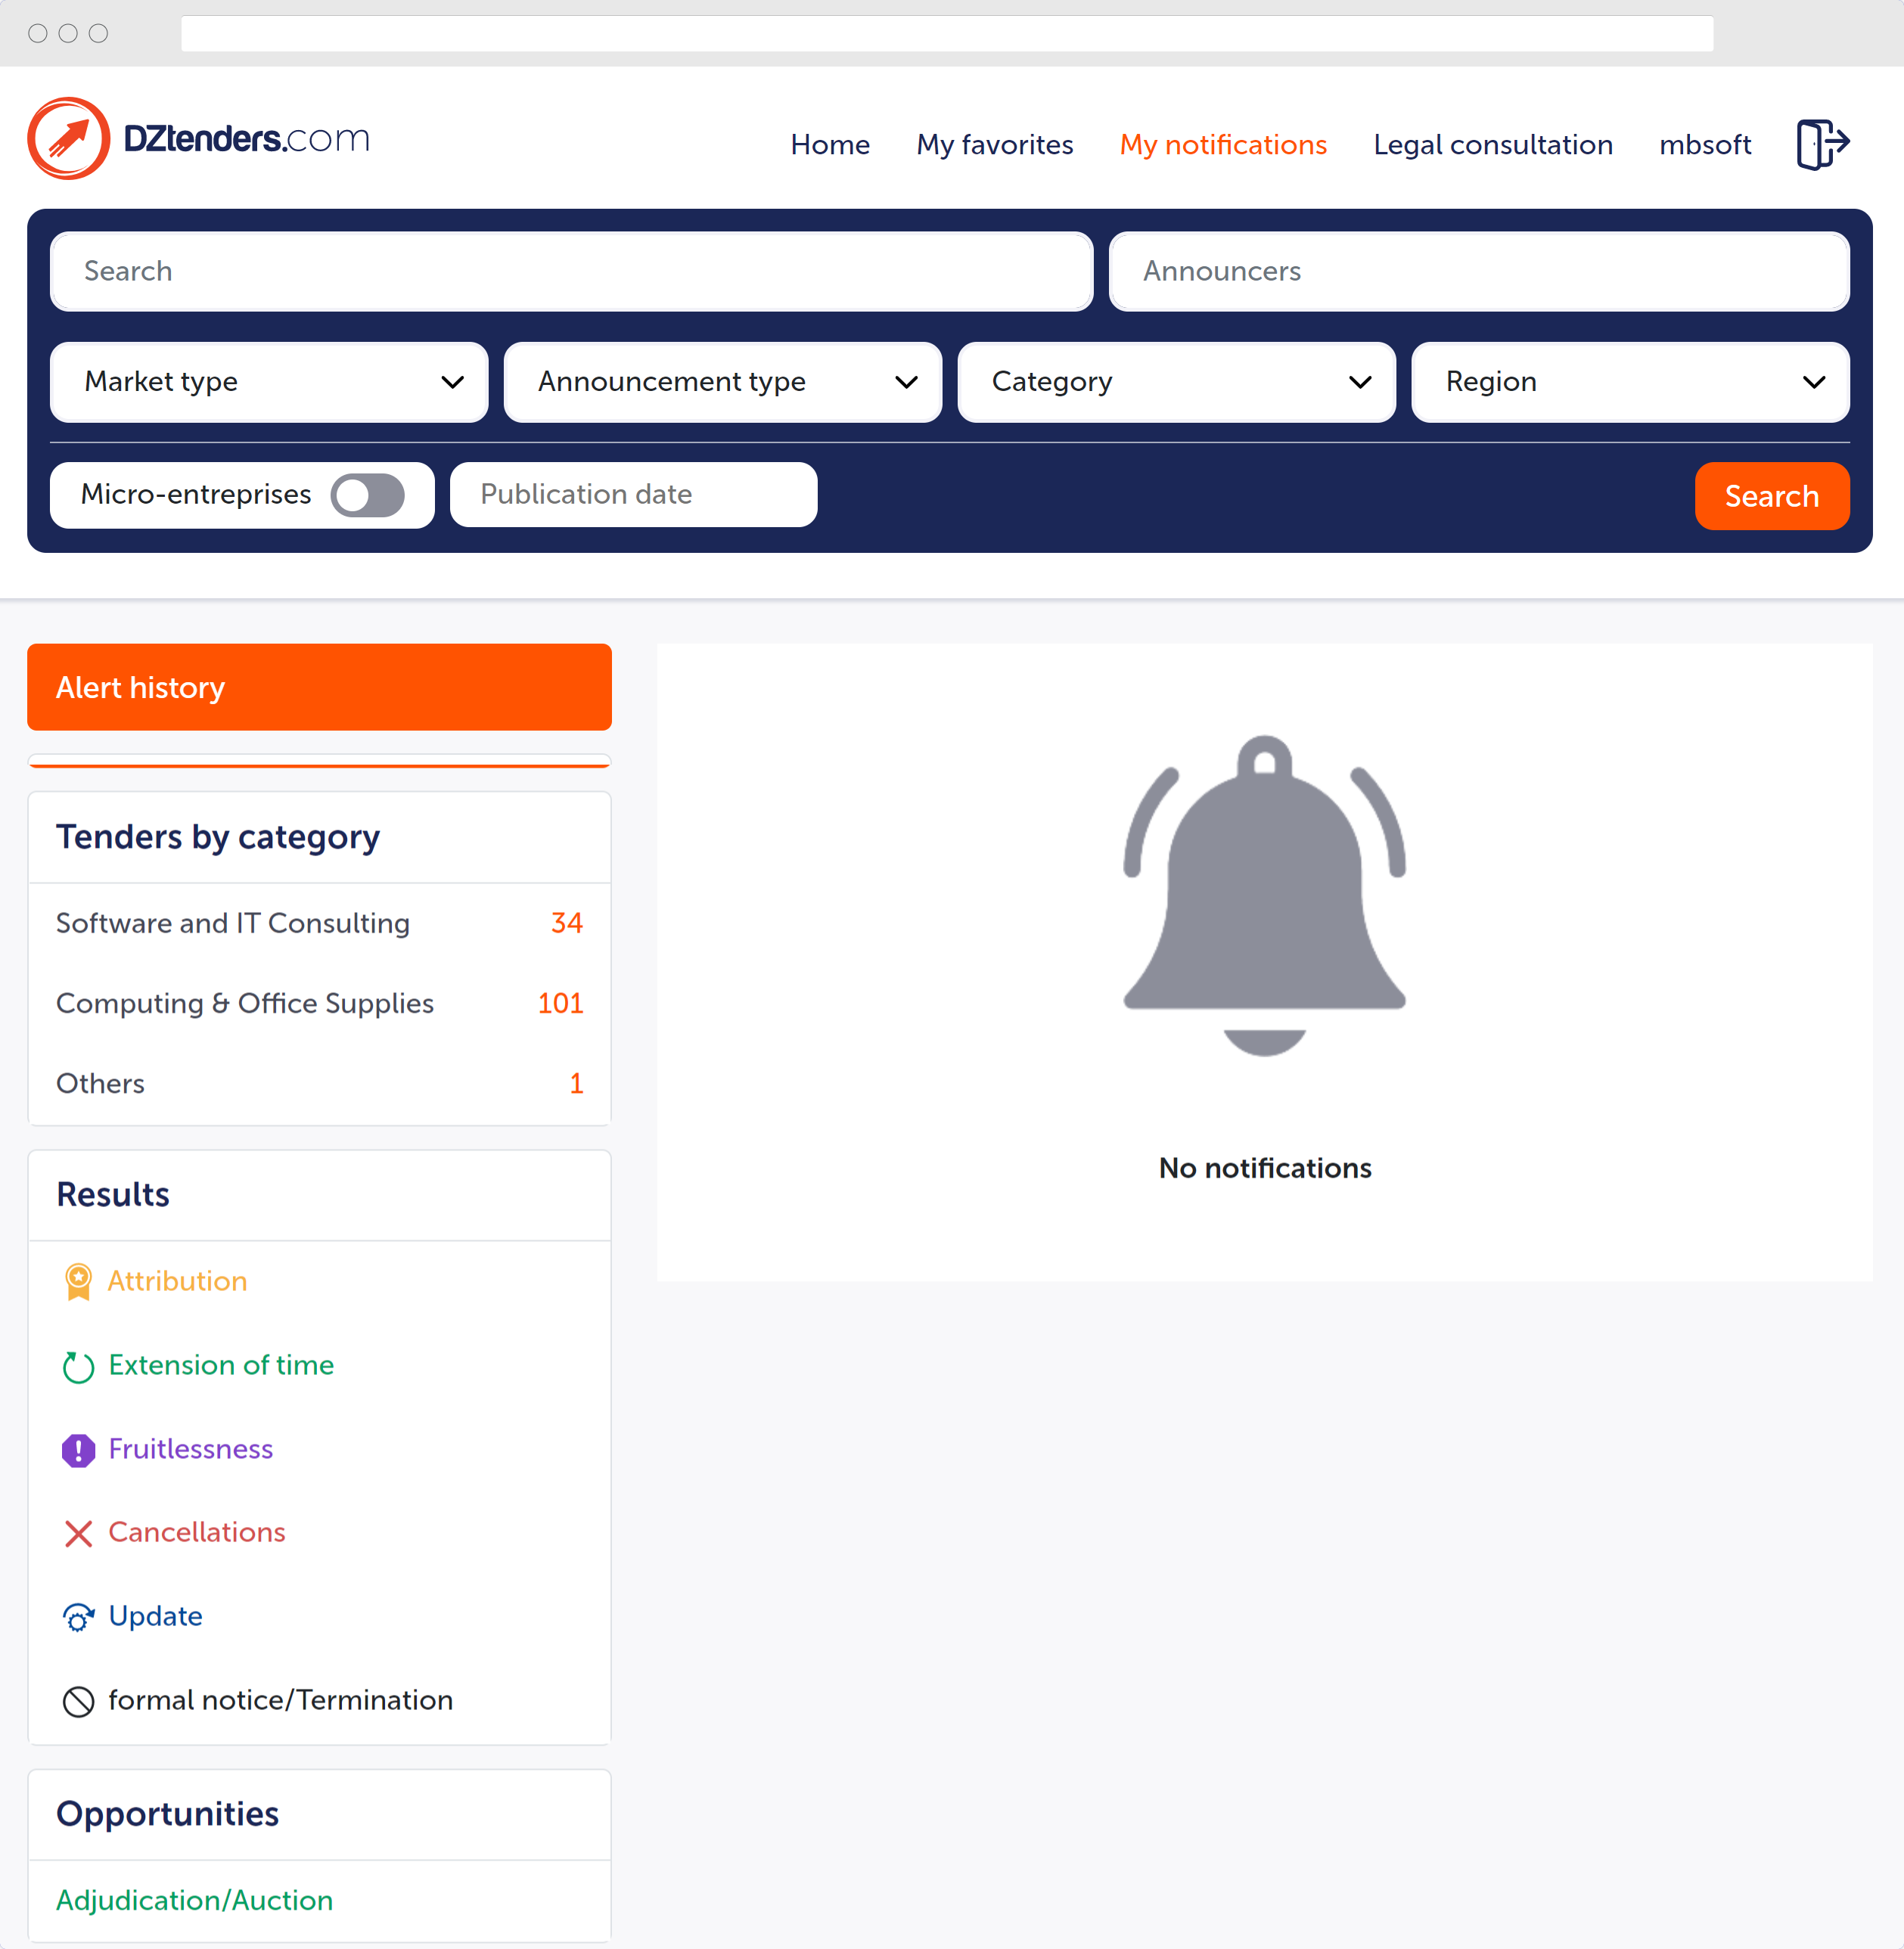 DZtenders.com
Home My favorites My notifications Legal consultation mbsoft
Search Announcers
Market type Announcement type Category Region
Micro-entreprises Publication date Search
Alert history
Tenders by category
Software and IT Consulting 34
Computing & Office Supplies 101
Others 1
No notifications
Results
Attribution
Extension of time
Fruitlessness
Cancellations
Update
formal notice/Termination
Opportunities
Adjudication/Auction